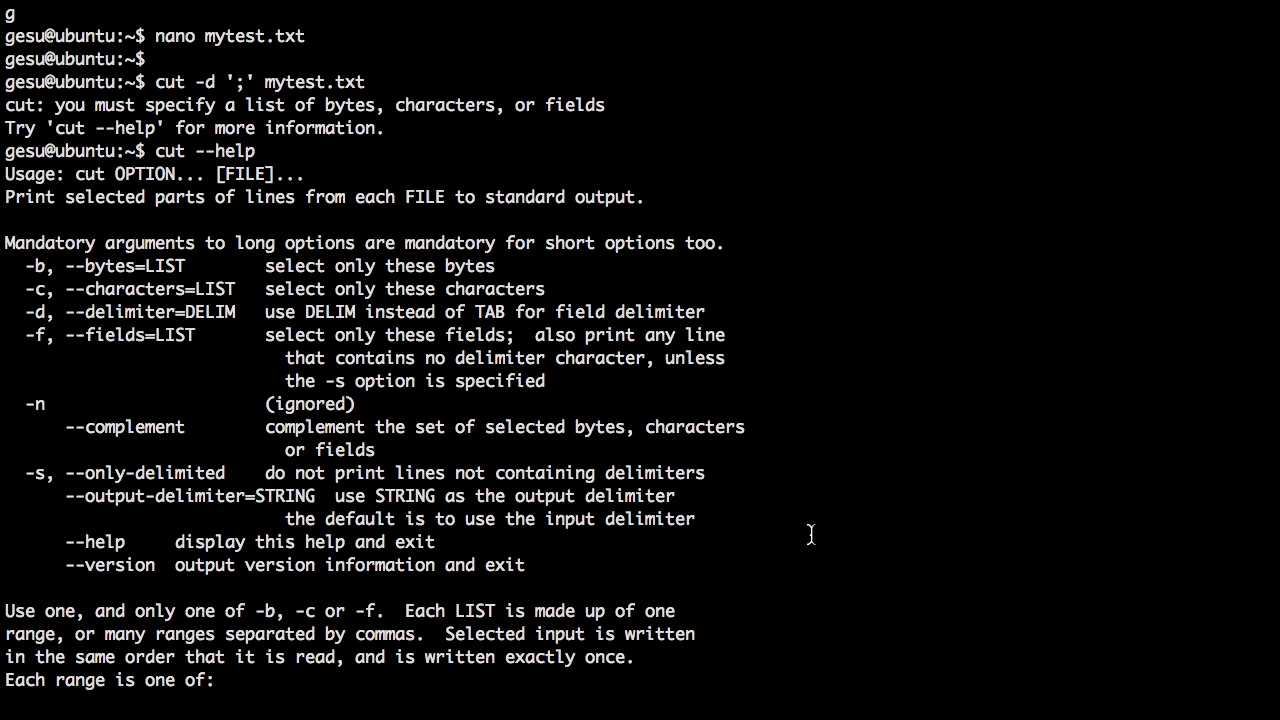 g
gesu@ubuntu:~$ nano mytest.txt
gesu@ubuntu:~$
gesu@ubuntu:~$ cut -d ';' mytest.txt
cut: you must specify a list of bytes, characters, or fields
Try 'cut --help' for more information.
gesu@ubuntu:~$ cut --help
Usage: cut OPTION... [FILE]...
Print selected parts of lines from each FILE to standard output.

Mandatory arguments to long options are mandatory for short options too.
  -b, --bytes=LIST        select only these bytes
  -c, --characters=LIST   select only these characters
  -d, --delimiter=DELIM   use DELIM instead of TAB for field delimiter
  -f, --fields=LIST       select only these fields;  also print any line
                            that contains no delimiter character, unless
                            the -s option is specified
  -n                      (ignored)
      --complement        complement the set of selected bytes, characters
                            or fields
  -s, --only-delimited    do not print lines not containing delimiters
      --output-delimiter=STRING  use STRING as the output delimiter
                            the default is to use the input delimiter
      --help     display this help and exit
      --version  output version information and exit

Use one, and only one of -b, -c or -f.  Each LIST is made up of one
range, or many ranges separated by commas.  Selected input is written
in the same order that it is read, and is written exactly once.
Each range is one of: